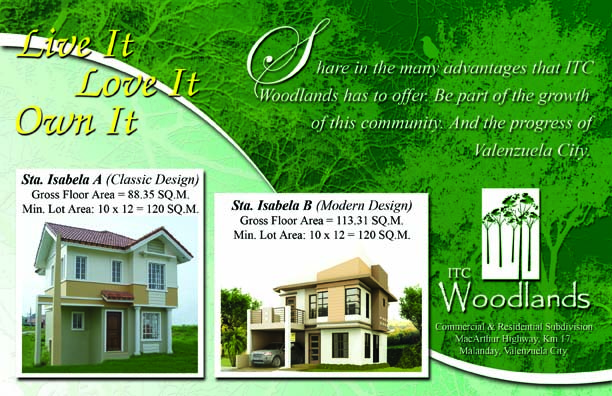 Live It
Love It
Own It
Share in the many advantages that ITC
Woodlands has to offer. Be part of the growth
of this community. And the progress of
Valenzuela City.
Sta. Isabela A (Classic Design)
Gross Floor Area = 88.35 SQ.M.
Min. Lot Area: 10 x 12 = 120 SQ.M.
Sta. Isabela B (Modern Design)
Gross Floor Area = 113.31 SQ.M.
Min. Lot Area: 10 x 12 = 120 SQ.M.
ITC
Woodlands
Commercial & Residential Subdivision
MacArthur Highway, Km 17,
Malanday, Valenzuela City